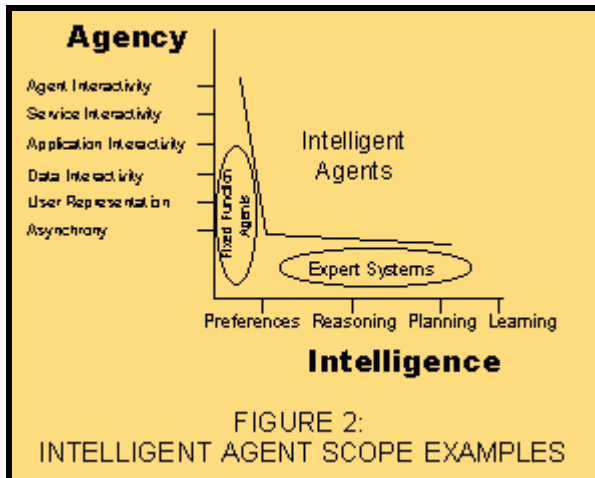 Agency
Agent Interactivity
Service Interactivity
Application Interactivity
Data Interactivity
User Representation
Asynchrony
Fixed Function
Agents
Intelligent
Agents
Expert Systems
Preferences Reasoning Planning Learning
Intelligence
FIGURE 2:
INTELLIGENT AGENT SCOPE EXAMPLES